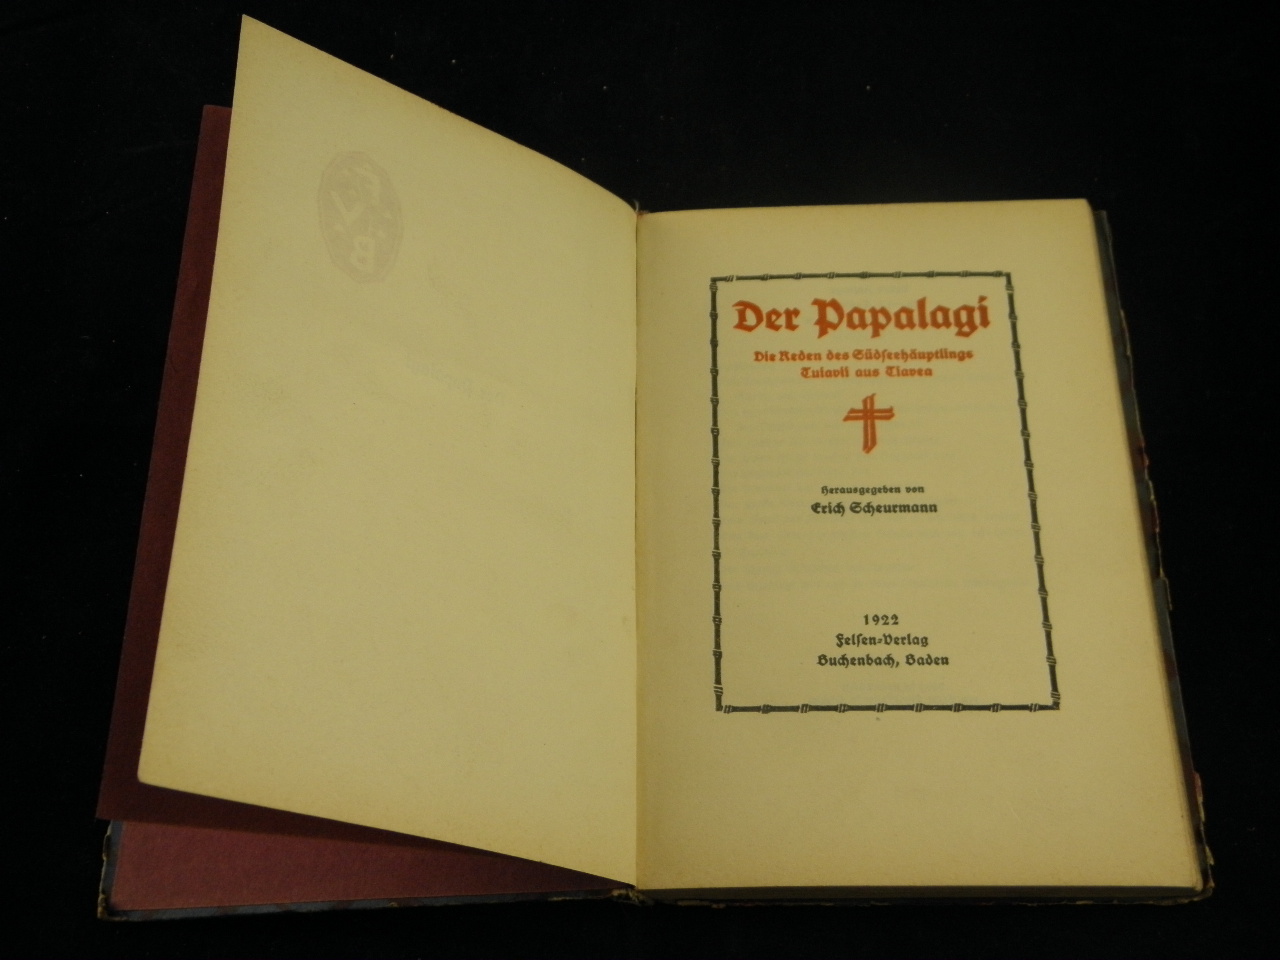 Der Papalagi
Die Reden des Südseehäuptlings
Tuiavii aus Tiavea
Herausgegeben von
Erich Scheurmann
1922
Felsen-Verlag
Buchenbach, Baden